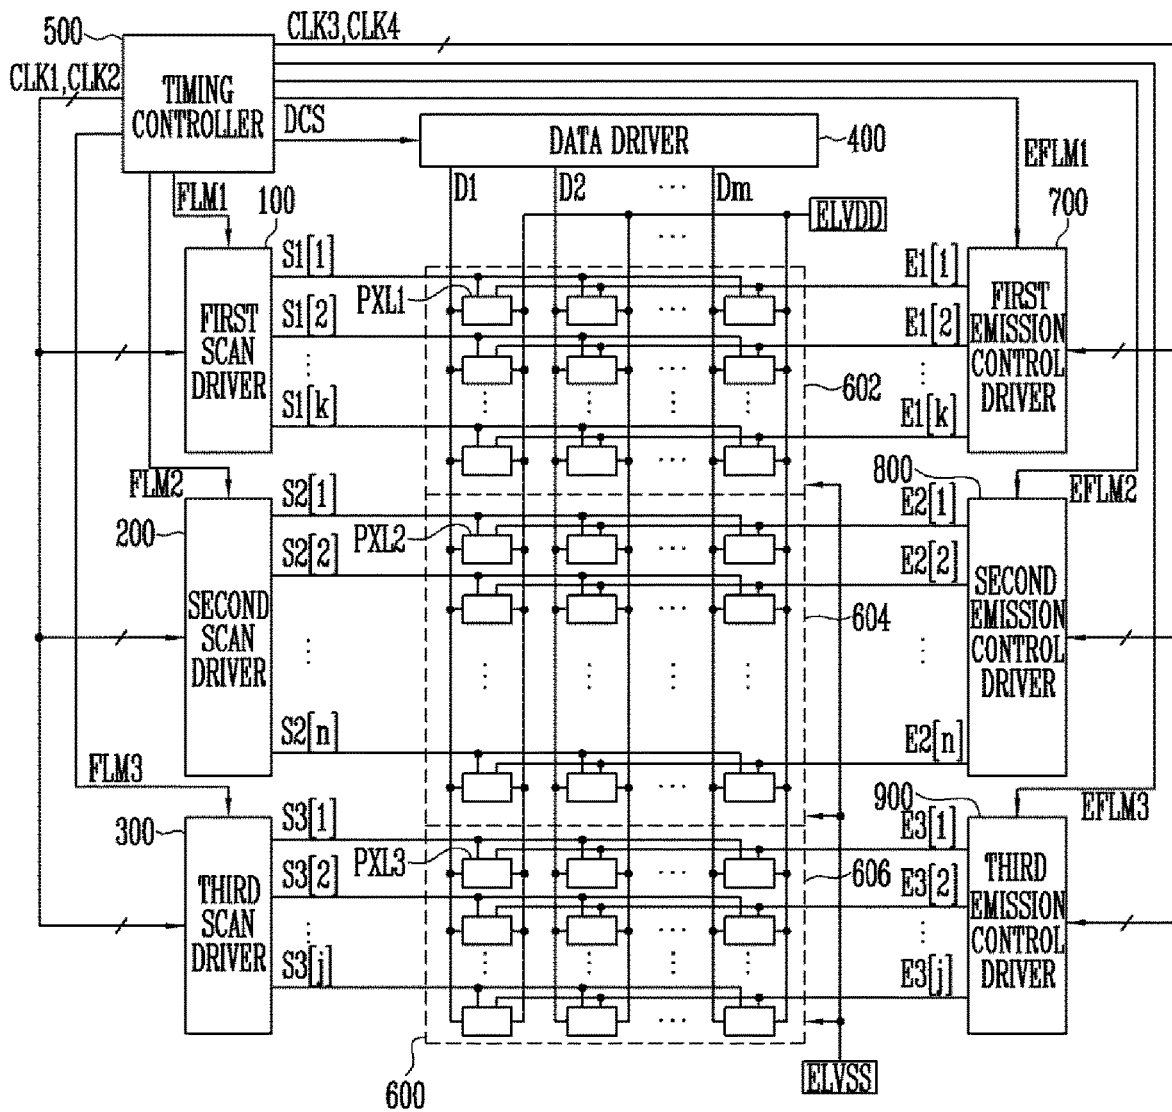 500
CLK3,CLK4
CLK1,CLK2
TIMING
CONTROLLER
DCS
DATA DRIVER
400
EFLM1
FLM1
100
D1
D2
...
Dm
ELVDD
700
S1[1]
E1[1]
PXL1
FIRST
SCAN
DRIVER
S1[2]
E1[2]
FIRST
EMISSION
CONTROL
DRIVER
602
S1[k]
E1[k]
FLM2
800
EFLM2
S2[1]
E2[1]
200
PXL2
S2[2]
E2[2]
SECOND
SCAN
DRIVER
604
SECOND
EMISSION
CONTROL
DRIVER
S2[n]
E2[n]
FLM3
900
EFLM3
300
S3[1]
E3[1]
PXL3
S3[2]
606
E3[2]
THIRD
SCAN
DRIVER
THIRD
EMISSION
CONTROL
DRIVER
S3[j]
E3[j]
600
ELVSS